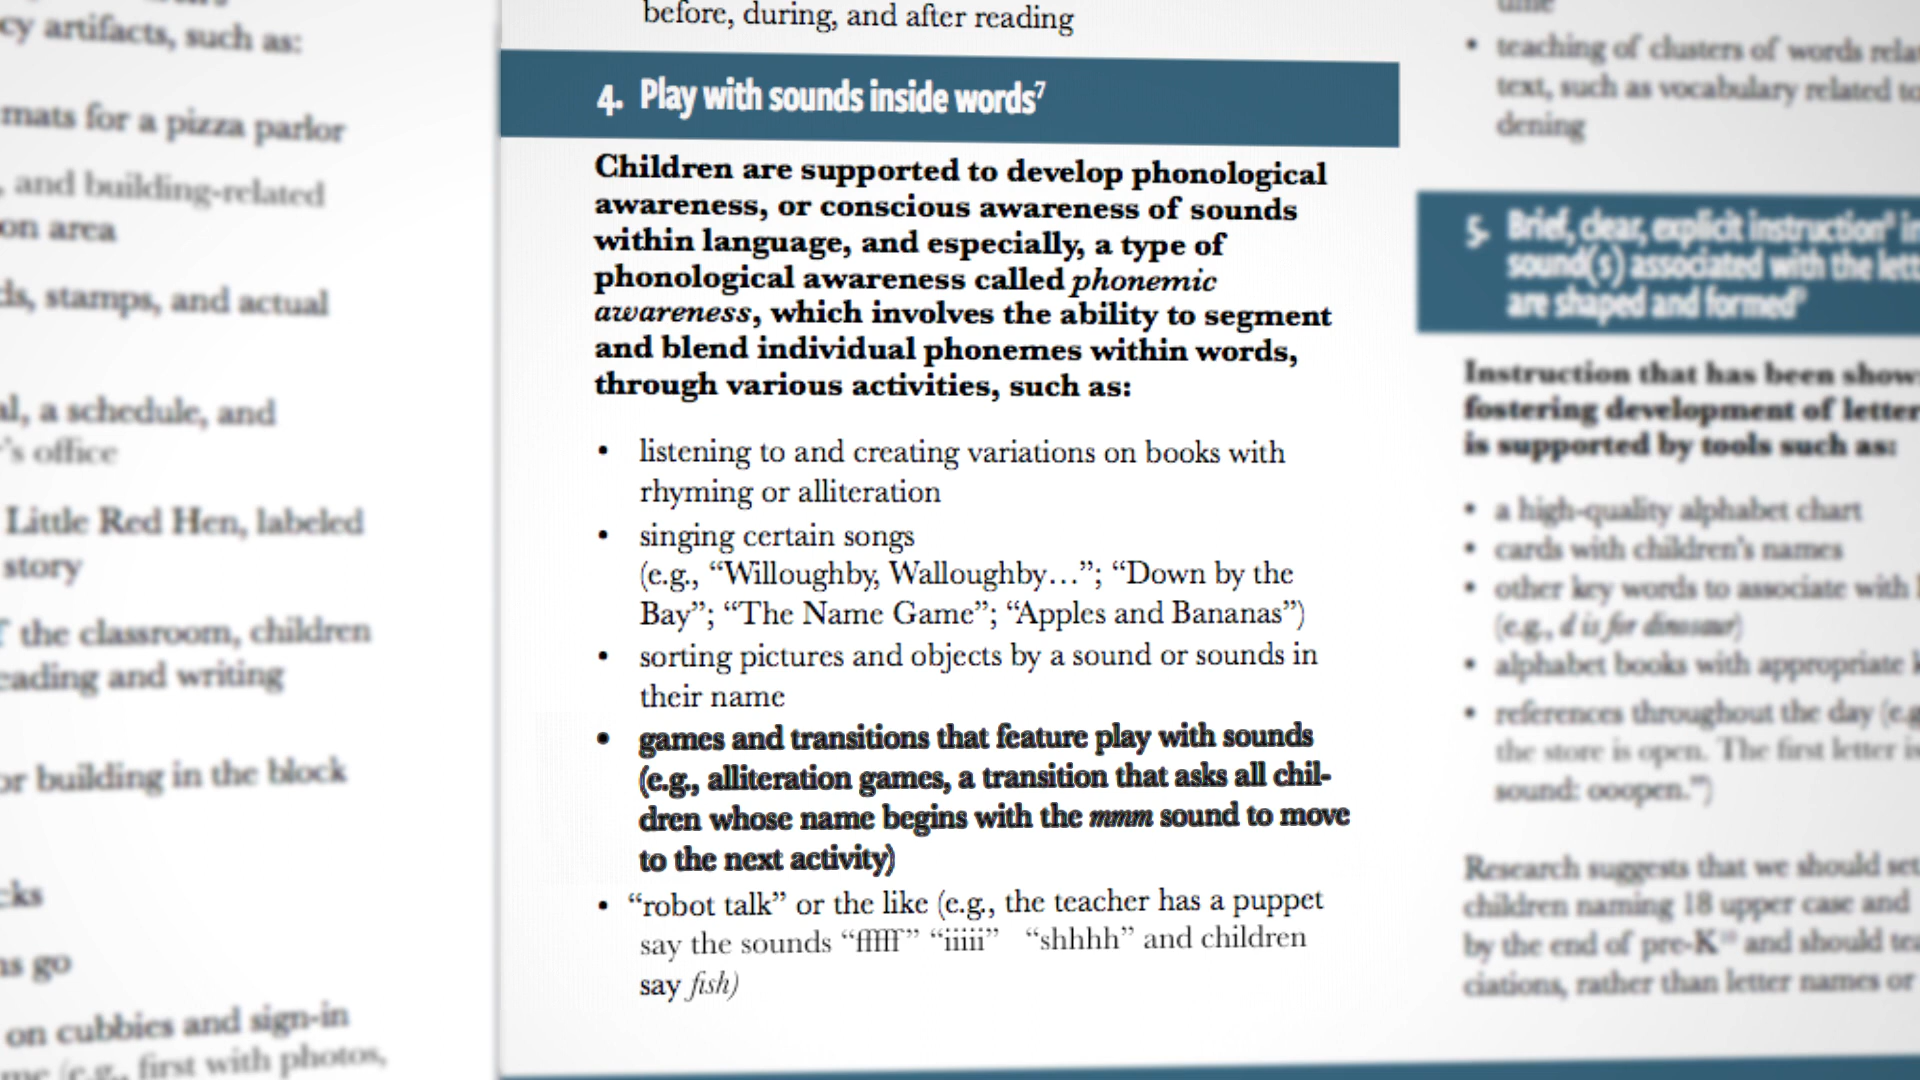 cy artifacts, such as:
mats for a pizza parlor
, and building-related
on area
ds, stamps, and actual
al, a schedule, and
's office
Little Red Hen, labeled
story
the classroom, children
eading and writing
or building in the block
cks
ns go
on cubbies and sign-in
me (e.g., first with photos,
before, during, and after reading
4. Play with sounds inside words7
Children are supported to develop phonological
awareness, or conscious awareness of sounds
within language, and especially, a type of
phonological awareness called phonemic
awareness, which involves the ability to segment
and blend individual phonemes within words,
through various activities, such as:
• listening to and creating variations on books with
rhyming or alliteration
• singing certain songs
(e.g., “Willoughby, Walloughby…”; “Down by the
Bay”; “The Name Game”; “Apples and Bananas”)
• sorting pictures and objects by a sound or sounds in
their name
• games and transitions that feature play with sounds
(e.g., alliteration games, a transition that asks all chil-
dren whose name begins with the mmm sound to move
to the next activity)
• “robot talk” or the like (e.g., the teacher has a puppet
say the sounds “fffff” “iiiii” “shhhh” and children
say fish)
time
• teaching of clusters of words rela
text, such as vocabulary related to
dening
5. Brief, clear, explicit instruction8 in
sound(s) associated with the lett
are shaped and formed9
Instruction that has been show
fostering development of letter
is supported by tools such as:
• a high-quality alphabet chart
• cards with children's names
• other key words to associate with l
(e.g., d is for dinosaur)
• alphabet books with appropriate k
• references throughout the day (e.g
the store is open. The first letter is
sound: ooopen.”)
Research suggests that we should set
children naming 18 upper case and
by the end of pre-K10 and should tea
ciations, rather than letter names or